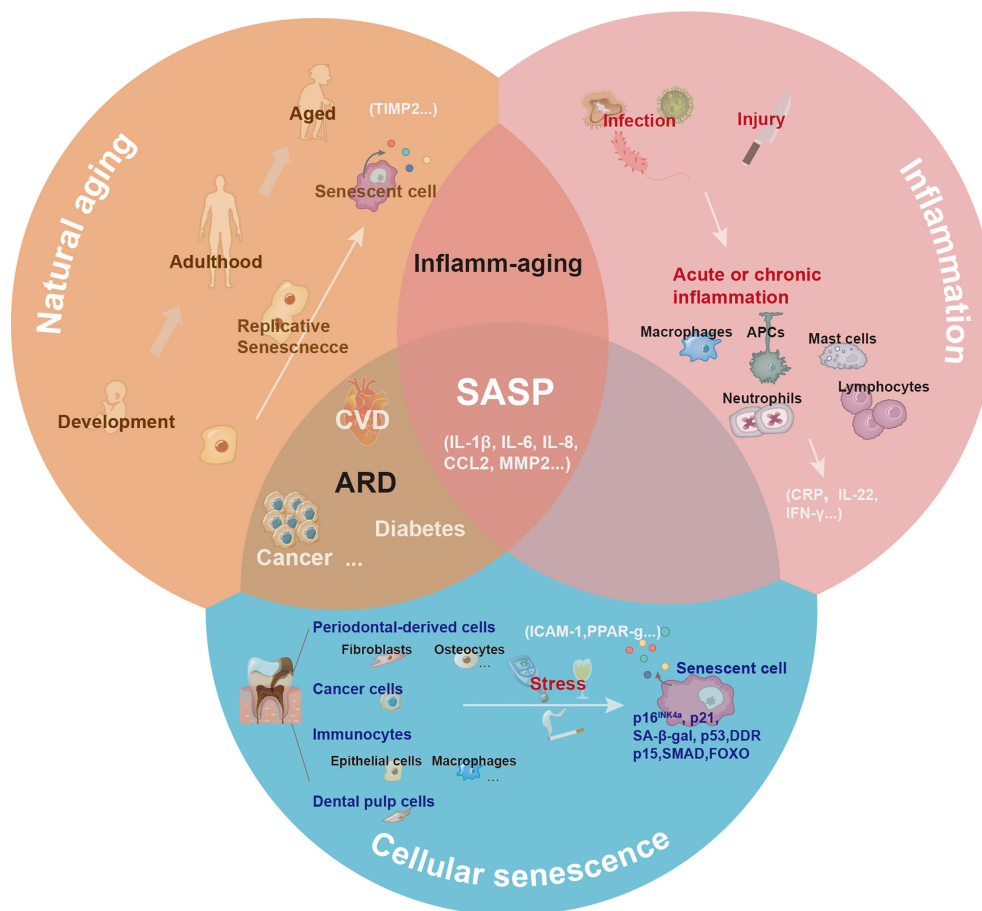 Natural aging
Aged
(TIMP2...)
Senescent cell
Adulthood
Replicative
Senescnecce
Development
Inflamm-aging
Inflammation
Infection
Injury
Acute or chronic
inflammation
Macrophages
APCs
Mast cells
Neutrophils
Lymphocytes
(CRP, IL-22,
IFN-γ...)
SASP
(IL-1β, IL-6, IL-8,
CCL2, MMP2...)
CVD
ARD
Diabetes
Cancer ...
Periodontal-derived cells
Fibroblasts
Osteocytes
...
Cancer cells
Immunocytes
Epithelial cells
Macrophages
...
Dental pulp cells
(ICAM-1,PPAR-g...)
Stress
Senescent cell
p16INK4a, p21,
SA-β-gal, p53,DDR
p15,SMAD,FOXO
Cellular senescence